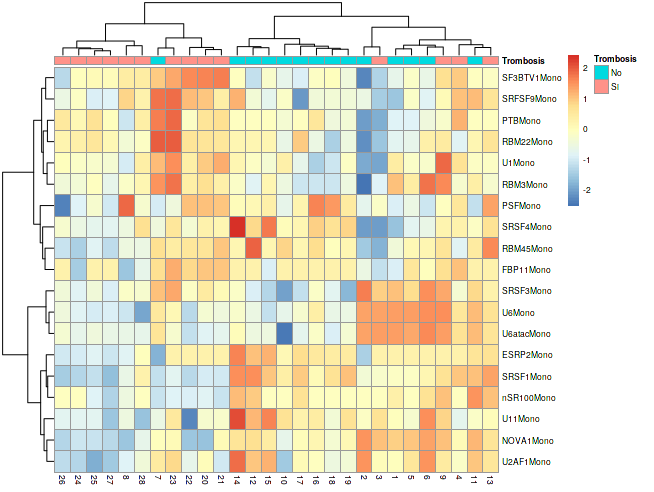 Trombosis
Trombosis
No
SI
2
1
0
-1
-2
SF3BTV1Mono
SRFSF9Mono
PTBMono
RBM22Mono
U1Mono
RBM3Mono
PSFMono
SRSF4Mono
RBM45Mono
FBP11Mono
SRSF3Mono
U6Mono
U6atacMono
ESRP2Mono
SRSF1Mono
nSR100Mono
U11Mono
NOVA1Mono
U2AF1Mono
26 24 25 27 8 28 7 23 22 20 21 14 12 15 10 17 16 18 19 2 3 1 5 6 9 4 11 13